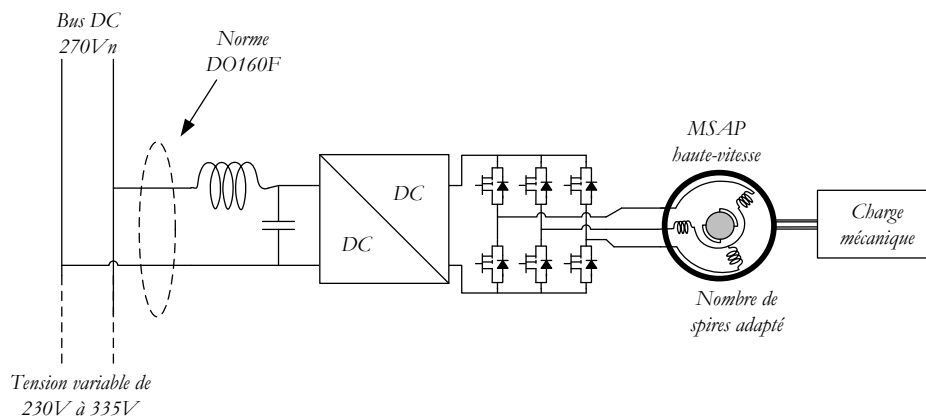 Bus DC
270Vn
Norme
DO160F
DC
DC
MSAP
haute-vitesse
Charge
mécanique
Nombre de
spires adapté
Tension variable de
230V à 335V